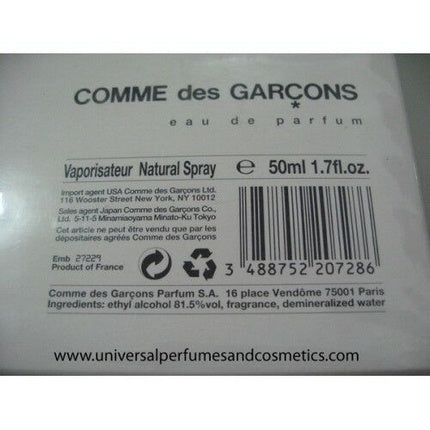 COMME des GARÇONS
*
eau de parfum
Vaporisateur Natural Spray ℮ 50ml 1.7fl.oz.
Import agent USA Comme des Garçons Ltd.
116 Wooster Street New York, NY 10012
Sales agent Japan Comme des Garçons Co.,
Ltd. 5-11-5 Minamiaoyama Minato-Ku Tokyo
Cet article ne peut être vendu que par les
dépositaires agréés Comme des Garçons
Emb 27229
Product of France
3 488752 207286
Comme des Garçons Parfum S.A. 16 place Vendôme 75001 Paris
Ingredients: ethyl alcohol 81.5%vol, fragrance, demineralized water
www.universalperfumesandcosmetics.com